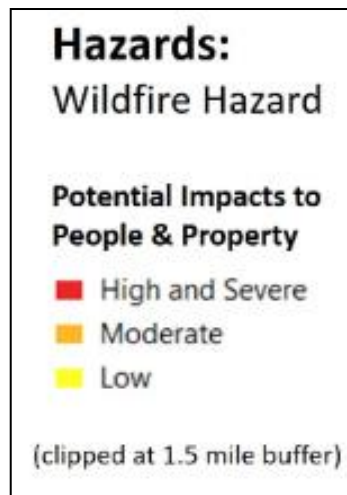 Hazards:
Wildfire Hazard
Potential Impacts to
People & Property
High and Severe
Moderate
Low
(clipped at 1.5 mile buffer)